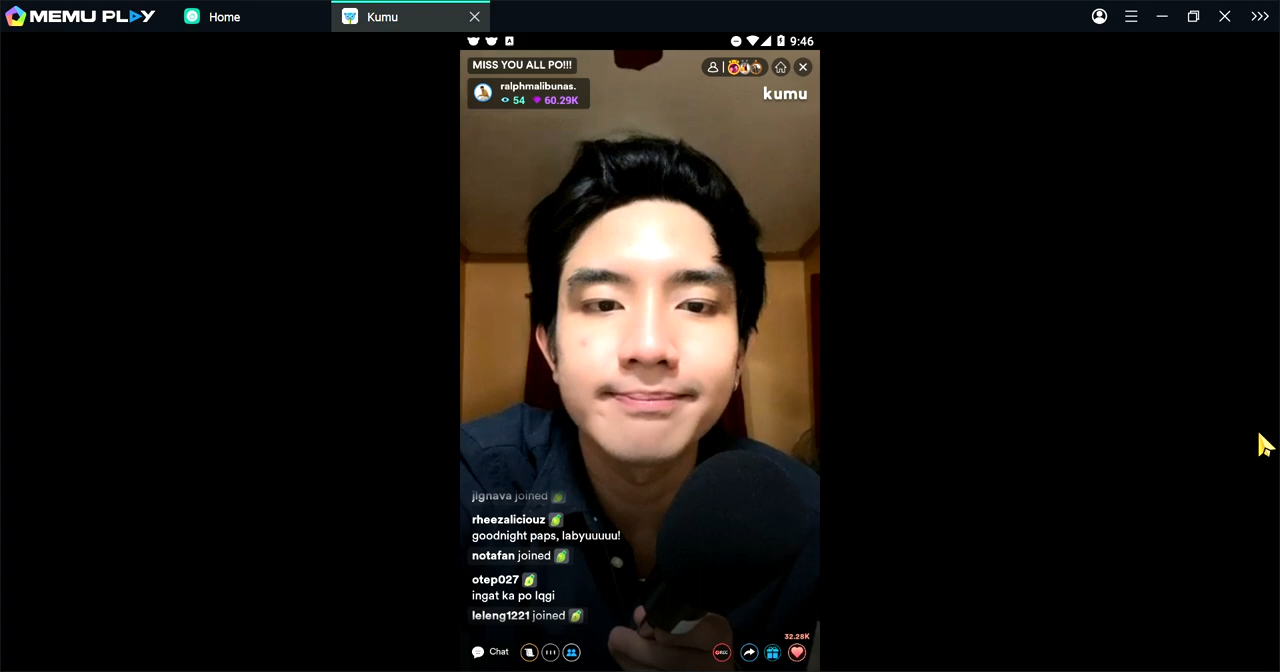 MEMU PLAY
Home
Kumu
9:46
MISS YOU ALL PO!!!
ralphmalibunas.
54 60.29K
kumu
jignava joined
rheezaliciouz
goodnight paps, labyuuuuu!
notafan joined
otep027
ingat ka po lqgi
leleng1221 joined
32.28K
Chat
REC